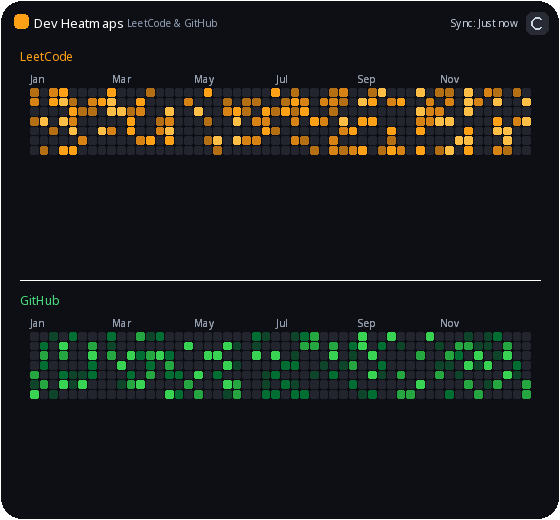 Dev Heatmaps LeetCode & GitHub Sync: Just now
LeetCode
Jan Mar May Jul Sep Nov
GitHub
Jan Mar May Jul Sep Nov